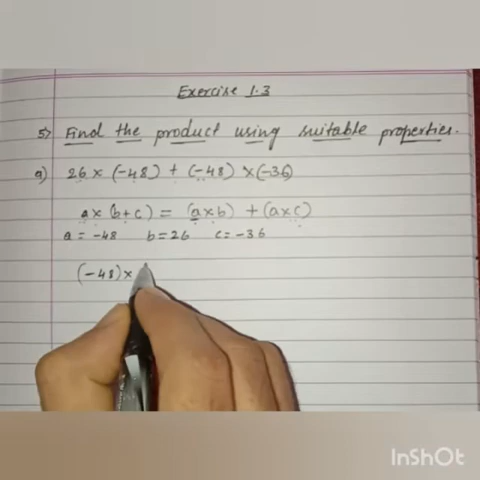 Exercise 1.3
5) Find the product using suitable properties.
a) 26 × (-48) + (-48) × (-36)
a × (b + c) = (a × b) + (a × c)
a = -48 b = 26 c = -36
(-48) ×
InShOt